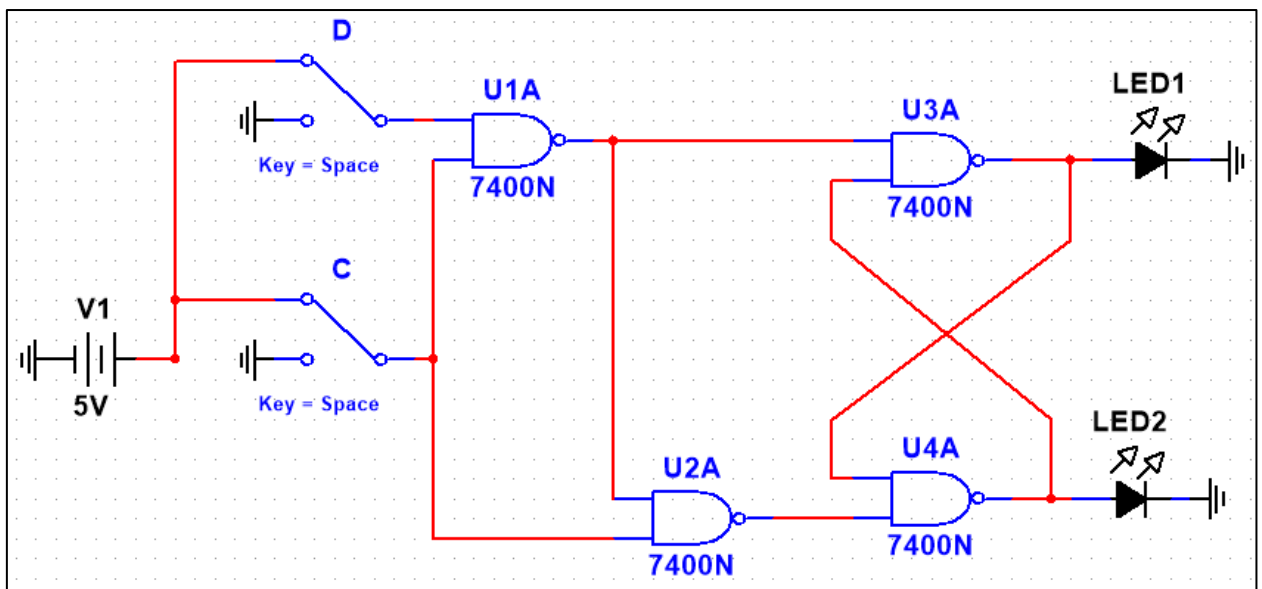 D
U1A
7400N
Key = Space
U3A
7400N
LED1
C
V1
5V
Key = Space
U2A
7400N
U4A
7400N
LED2